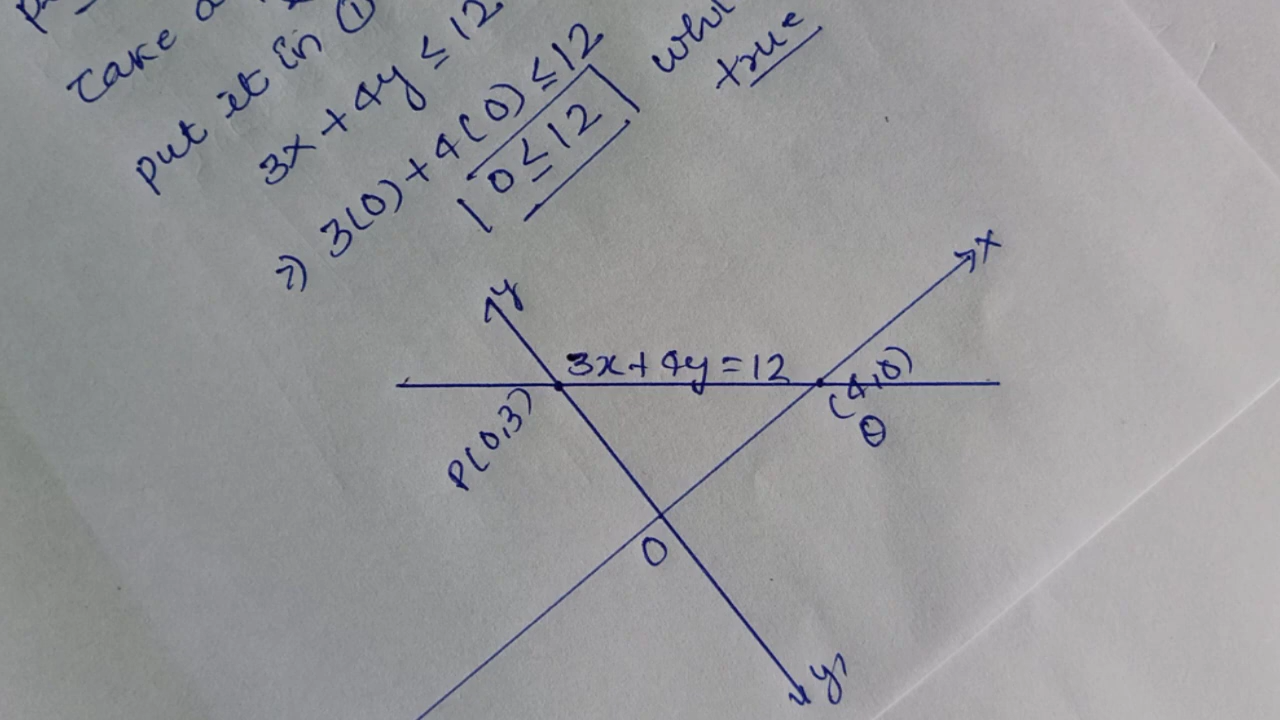 Take a
put it in ①
3x + 4y ≤ 12
⇒ 3(0) + 4(0) ≤ 12
0 ≤ 12
true
y
x
3x + 4y = 12
P(0,3)
(4,0)
O
y'